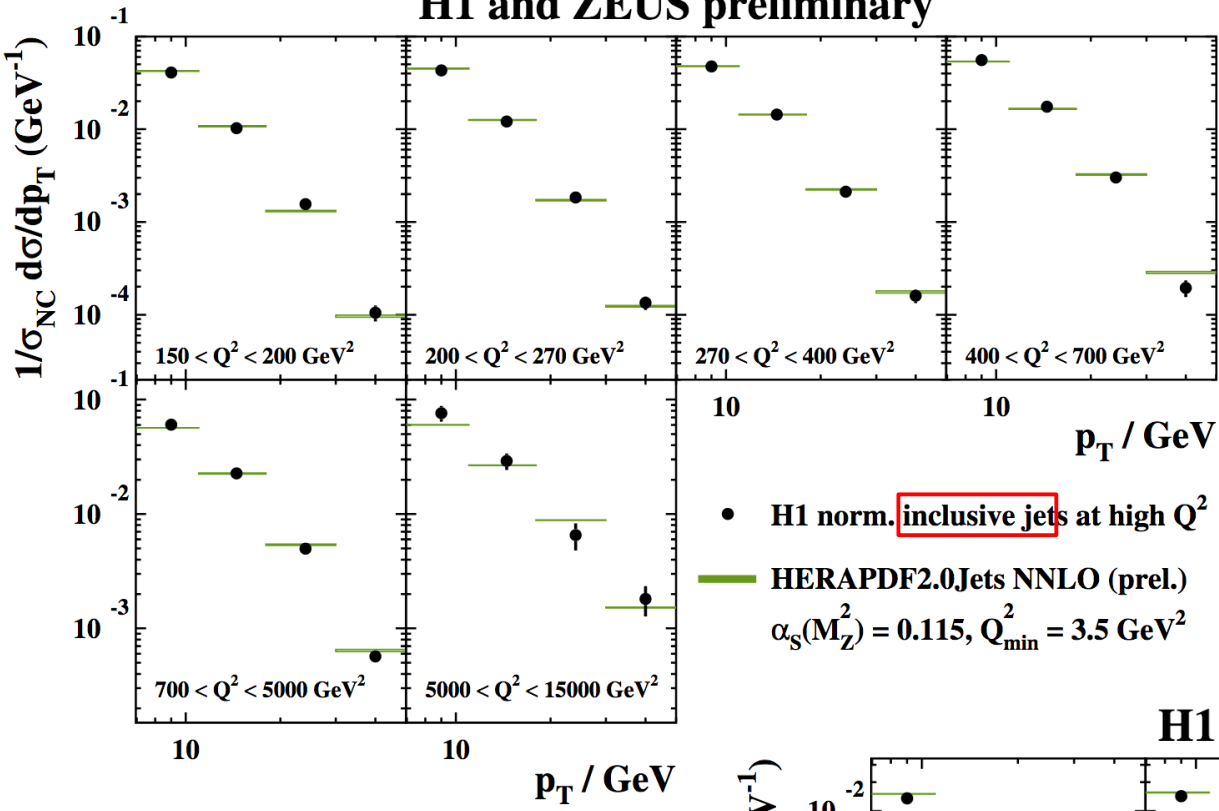 H1 and ZEUS preliminary
1/σ_NC dσ/dp_T (GeV^-1)
10^-1
10^-2
10^-3
10^-4
150 < Q^2 < 200 GeV^2
200 < Q^2 < 270 GeV^2
270 < Q^2 < 400 GeV^2
400 < Q^2 < 700 GeV^2
10
10
p_T / GeV
10^-1
10^-2
10^-3
700 < Q^2 < 5000 GeV^2
5000 < Q^2 < 15000 GeV^2
10
10
p_T / GeV
H1 norm. inclusive jets at high Q^2
HERAPDF2.0Jets NNLO (prel.)
α_S(M_Z^2) = 0.115, Q_min^2 = 3.5 GeV^2
H1
10^-2